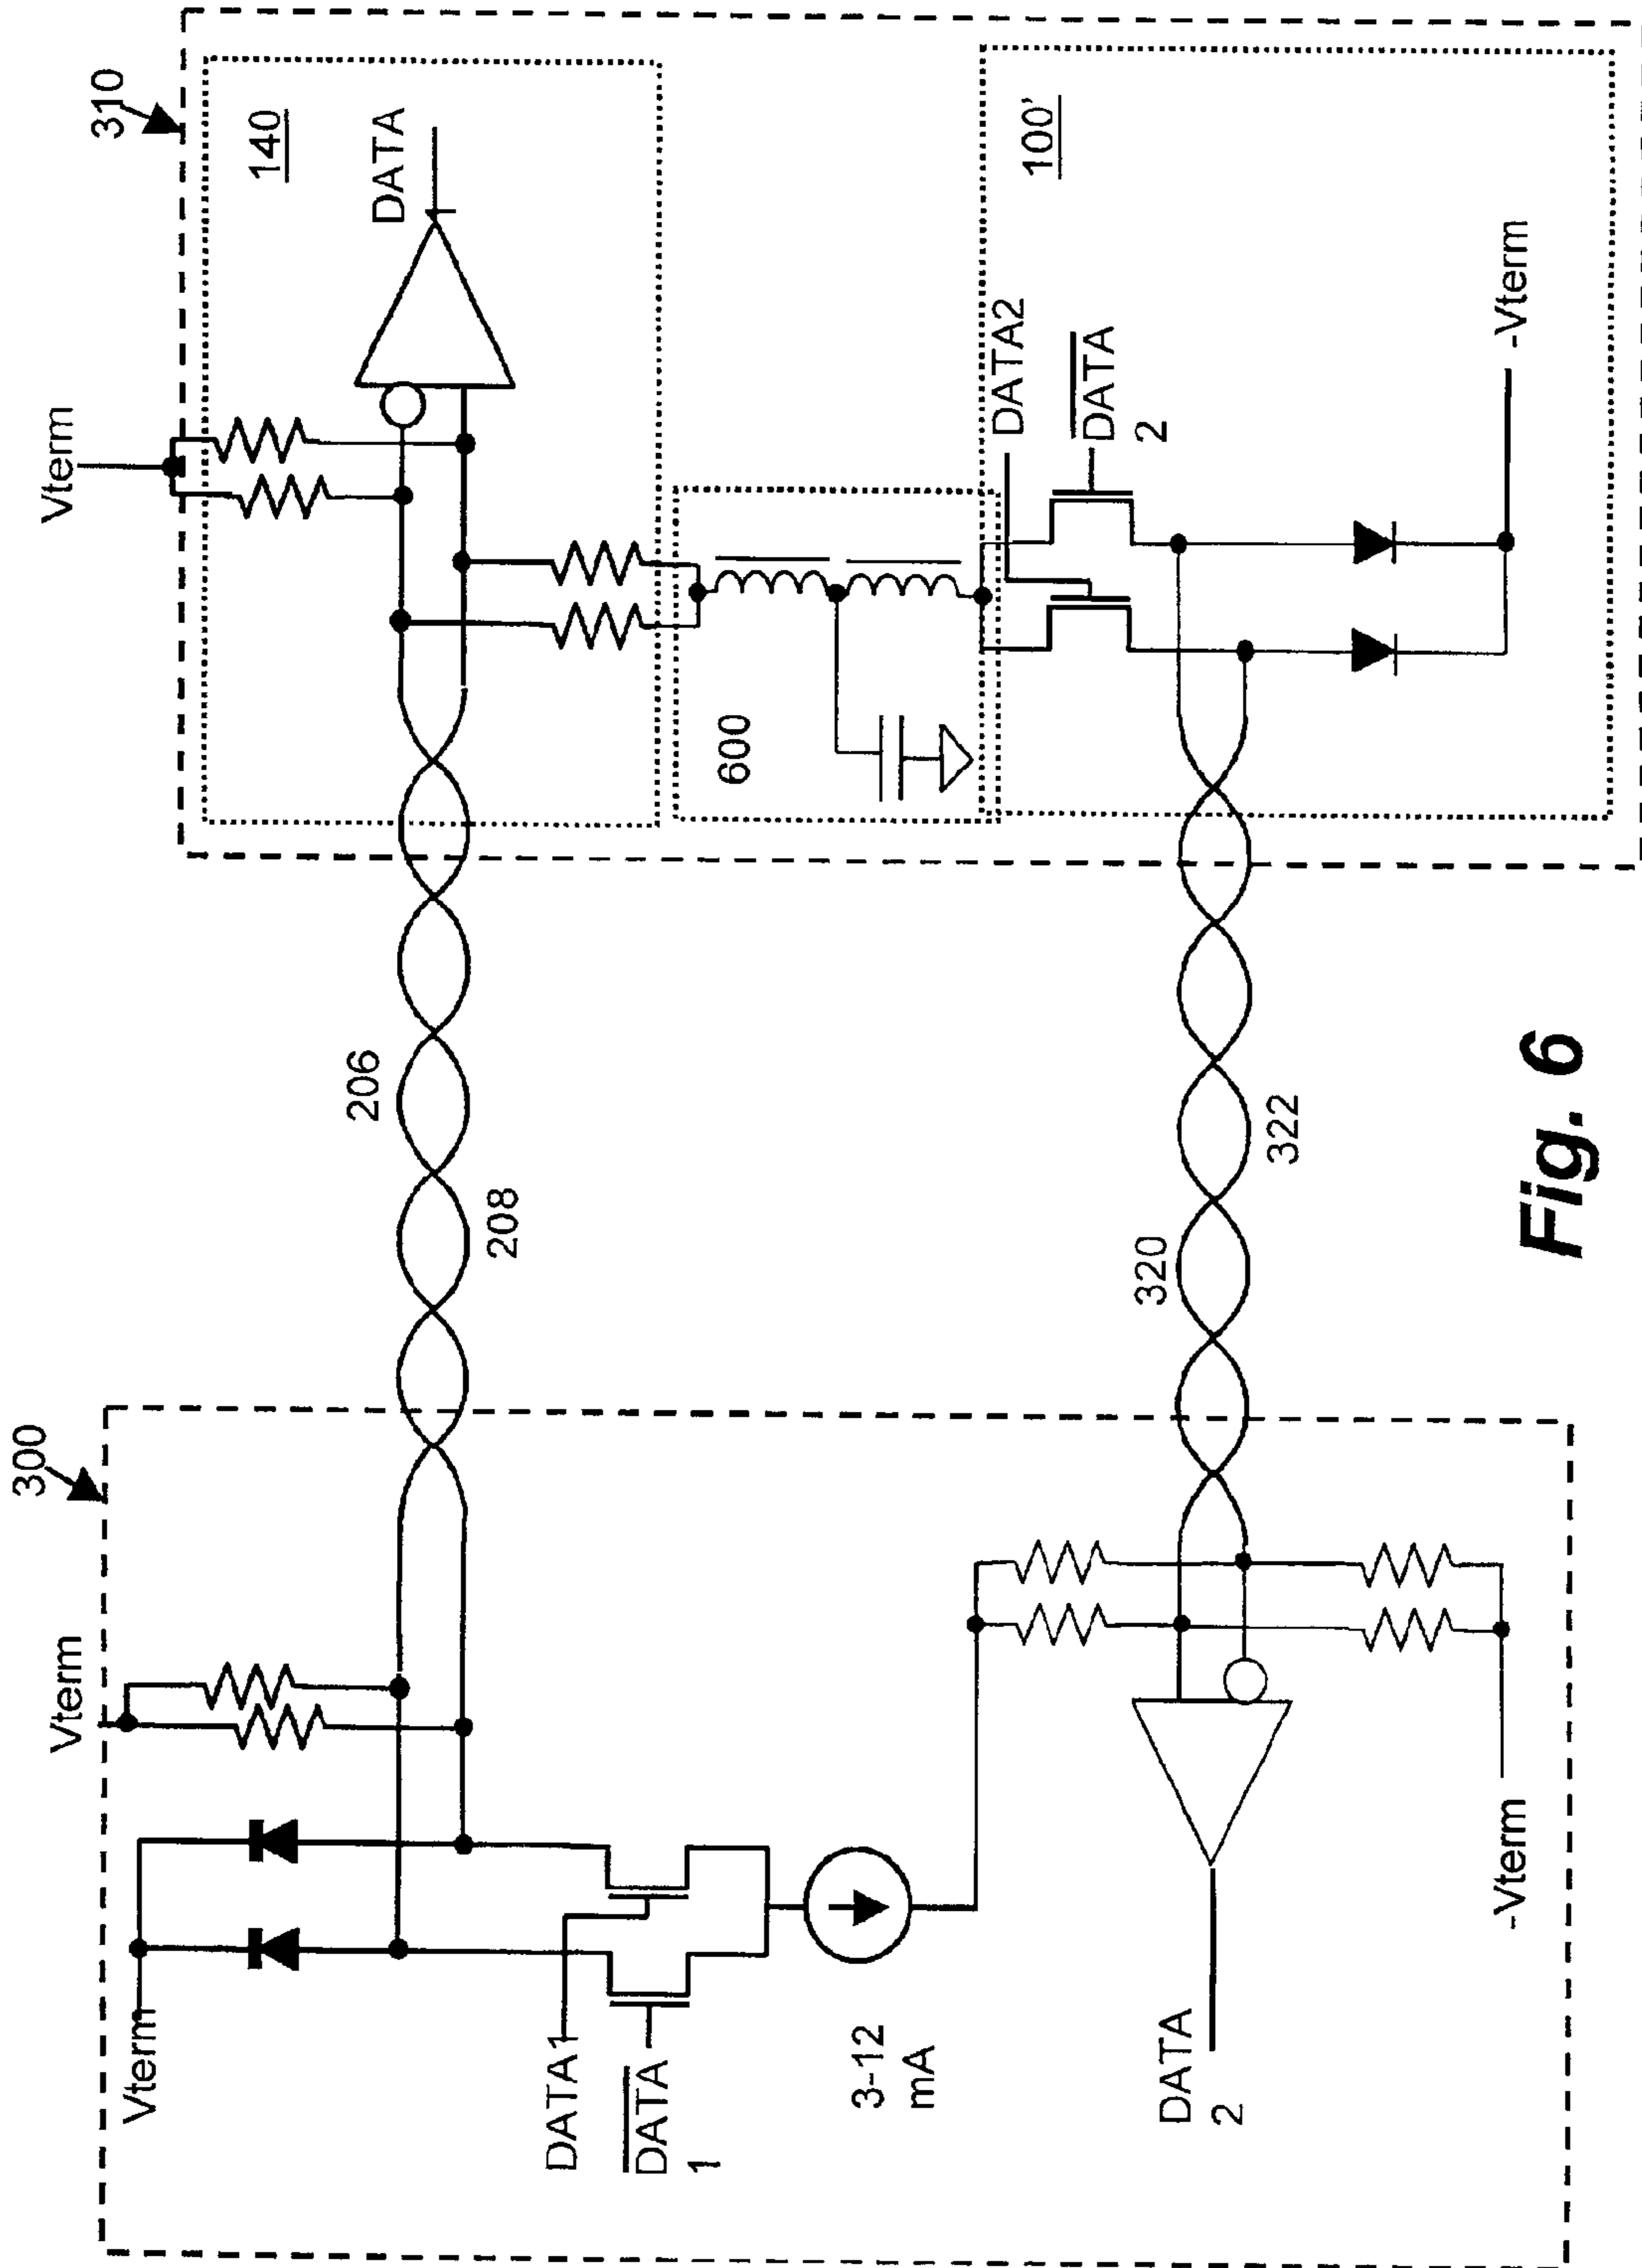 300
310
Vterm
Vterm
Vterm
140
DATA
206
208
600
DATA1
DATA
1
3-12
mA
DATA2
DATA
2
100'
320
322
DATA
2
-Vterm
-Vterm
Fig. 6